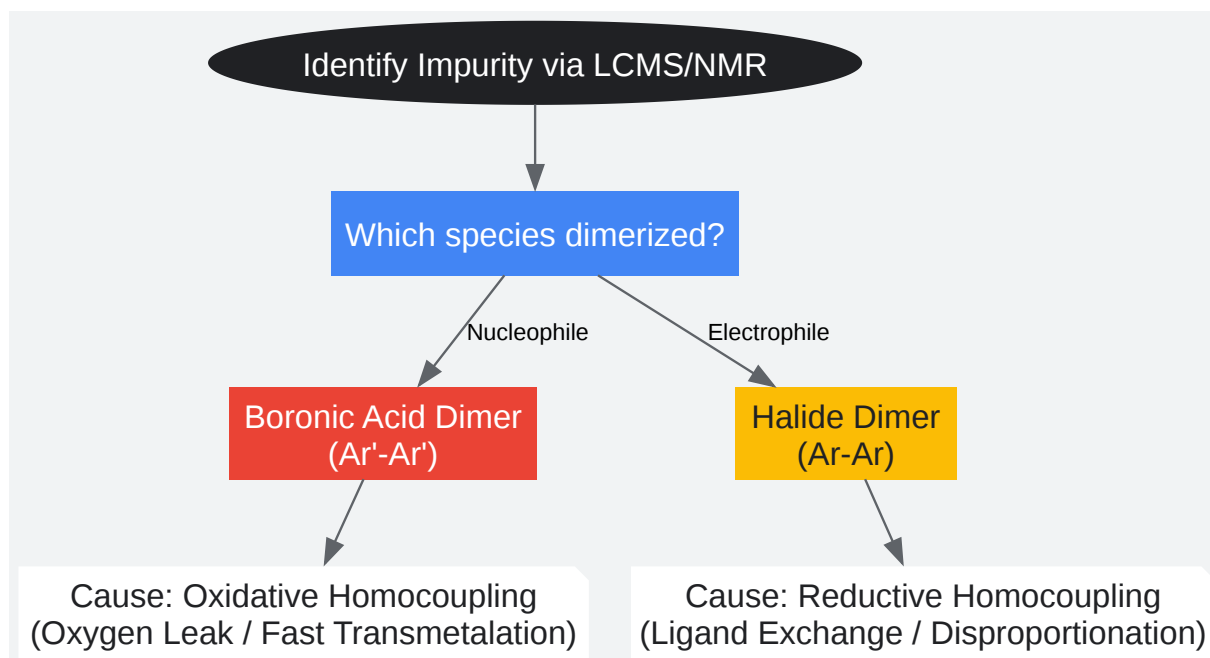 Identify Impurity via LCMS/NMR
Which species dimerized?
Nucleophile
Electrophile
Boronic Acid Dimer
(Ar'-Ar')
Halide Dimer
(Ar-Ar)
Cause: Oxidative Homocoupling
(Oxygen Leak / Fast Transmetalation)
Cause: Reductive Homocoupling
(Ligand Exchange / Disproportionation)